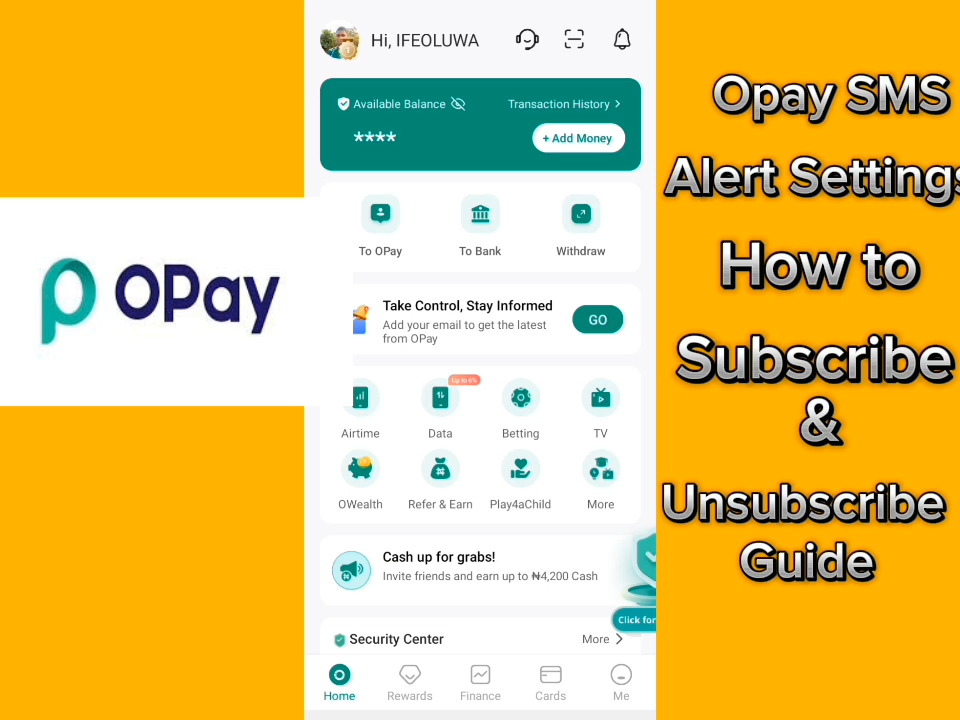 Hi, IFEOLUWA
Available Balance
Transaction History >
****
+ Add Money
To OPay
To Bank
Withdraw
Take Control, Stay Informed
Add your email to get the latest
from OPay
GO
Up to 6%
Airtime
Data
Betting
TV
OWealth
Refer & Earn
Play4aChild
More
Cash up for grabs!
Invite friends and earn up to ₦4,200 Cash
Click for
Security Center
More >
Home
Rewards
Finance
Cards
Me
OPay
Opay SMS
Alert Settings
How to
Subscribe
&
Unsubscribe
Guide